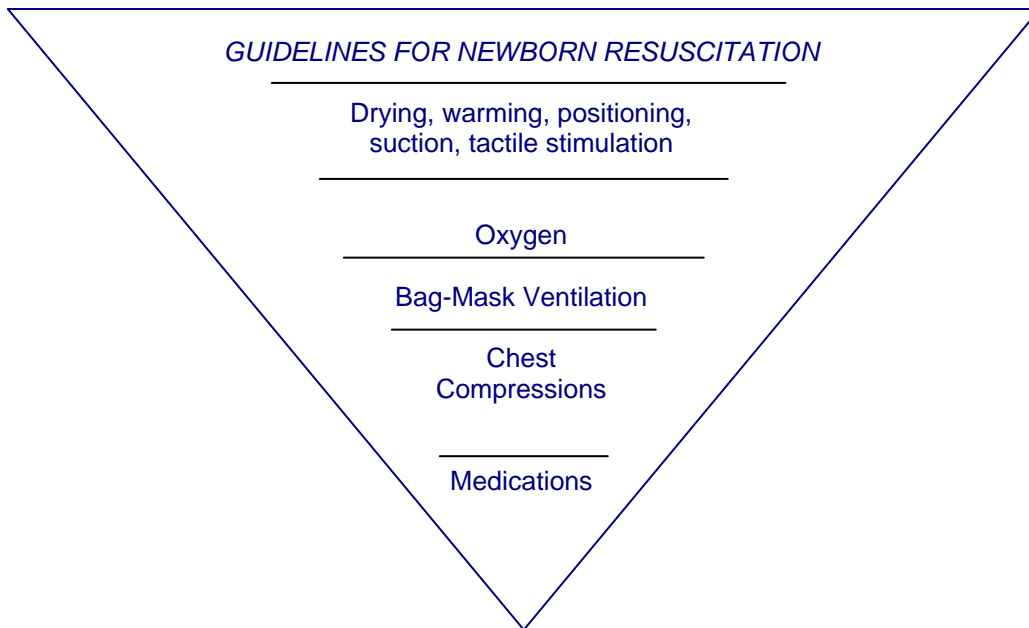 GUIDELINES FOR NEWBORN RESUSCITATION
Drying, warming, positioning,
suction, tactile stimulation
Oxygen
Bag-Mask Ventilation
Chest
Compressions
Medications